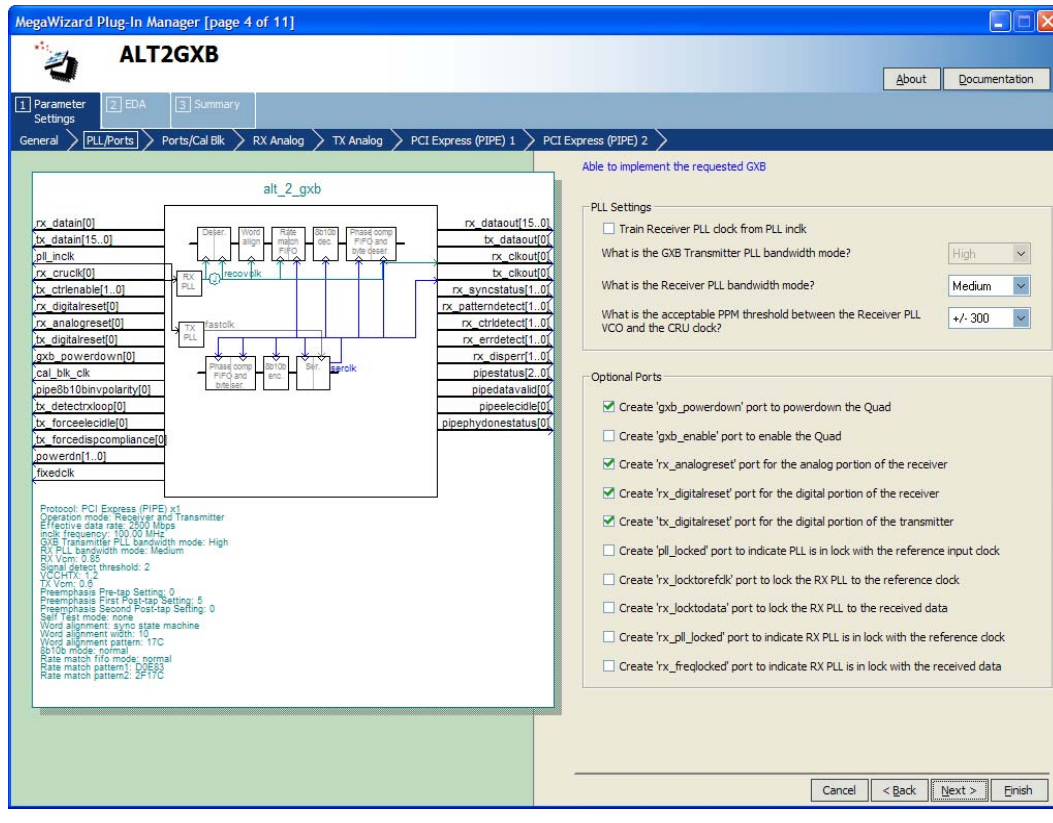 MegaWizard Plug-In Manager [page 4 of 11]
ALT2GXB
About
Documentation
1 Parameter Settings
2 EDA
3 Summary
General
PLL/Ports
Ports/Cal Blk
RX Analog
TX Analog
PCI Express (PIPE) 1
PCI Express (PIPE) 2
alt_2_gxb
rx_datain[0]
tx_datain[15..0]
pll_inclk
rx_cruclk[0]
tx_ctrlenable[1..0]
rx_digitalreset[0]
rx_analogreset[0]
tx_digitalreset[0]
gxb_powerdown[0]
cal_blk_clk
pipe8b10binvpolarity[0]
tx_detectrxloop[0]
tx_forceelecidle[0]
tx_forcedispcompliance[0]
powerdn[1..0]
fixedclk
Deser.
Word
align
Rate
match
FIFO
8b10b
dec.
Phase comp
FIFO and
byte deser.
RX
PLL
recovclk
TX
PLL
fastclk
Phase comp
FIFO and
byte ser.
8b10b
enc.
Ser.
serclk
rx_dataout[15..0]
tx_dataout[0]
rx_clkout[0]
tx_clkout[0]
rx_syncstatus[1..0]
rx_patterndetect[1..0]
rx_ctrldetect[1..0]
rx_errdetect[1..0]
rx_disperr[1..0]
pipestatus[2..0]
pipedatavalid[0]
pipeelecidle[0]
pipephydonestatus[0]
Protocol: PCI Express (PIPE) x1
Operation mode: Receiver and Transmitter
Effective data rate: 2500 Mbps
inclk frequency: 100.00 MHz
GXB Transmitter PLL bandwidth mode: High
RX PLL bandwidth mode: Medium
RX Vcm: 0.85
Signal detect threshold: 2
VCCHTX: 1.2
TX Vcm: 0.6
Preemphasis Pre-tap Setting: 0
Preemphasis First Post-tap Setting: 5
Preemphasis Second Post-tap Setting: 0
Self Test mode: none
Word alignment: sync state machine
Word alignment width: 10
Word alignment pattern: 17C
8b10b mode: normal
Rate match fifo mode: normal
Rate match pattern1: D0E83
Rate match pattern2: 2F17C
Able to implement the requested GXB
PLL Settings
Train Receiver PLL clock from PLL inclk
What is the GXB Transmitter PLL bandwidth mode?
High
What is the Receiver PLL bandwidth mode?
Medium
What is the acceptable PPM threshold between the Receiver PLL
VCO and the CRU clock?
+/- 300
Optional Ports
Create 'gxb_powerdown' port to powerdown the Quad
Create 'gxb_enable' port to enable the Quad
Create 'rx_analogreset' port for the analog portion of the receiver
Create 'rx_digitalreset' port for the digital portion of the receiver
Create 'tx_digitalreset' port for the digital portion of the transmitter
Create 'pll_locked' port to indicate PLL is in lock with the reference input clock
Create 'rx_locktorefclk' port to lock the RX PLL to the reference clock
Create 'rx_locktodata' port to lock the RX PLL to the received data
Create 'rx_pll_locked' port to indicate RX PLL is in lock with the reference clock
Create 'rx_freqlocked' port to indicate RX PLL is in lock with the received data
Cancel
< Back
Next >
Finish